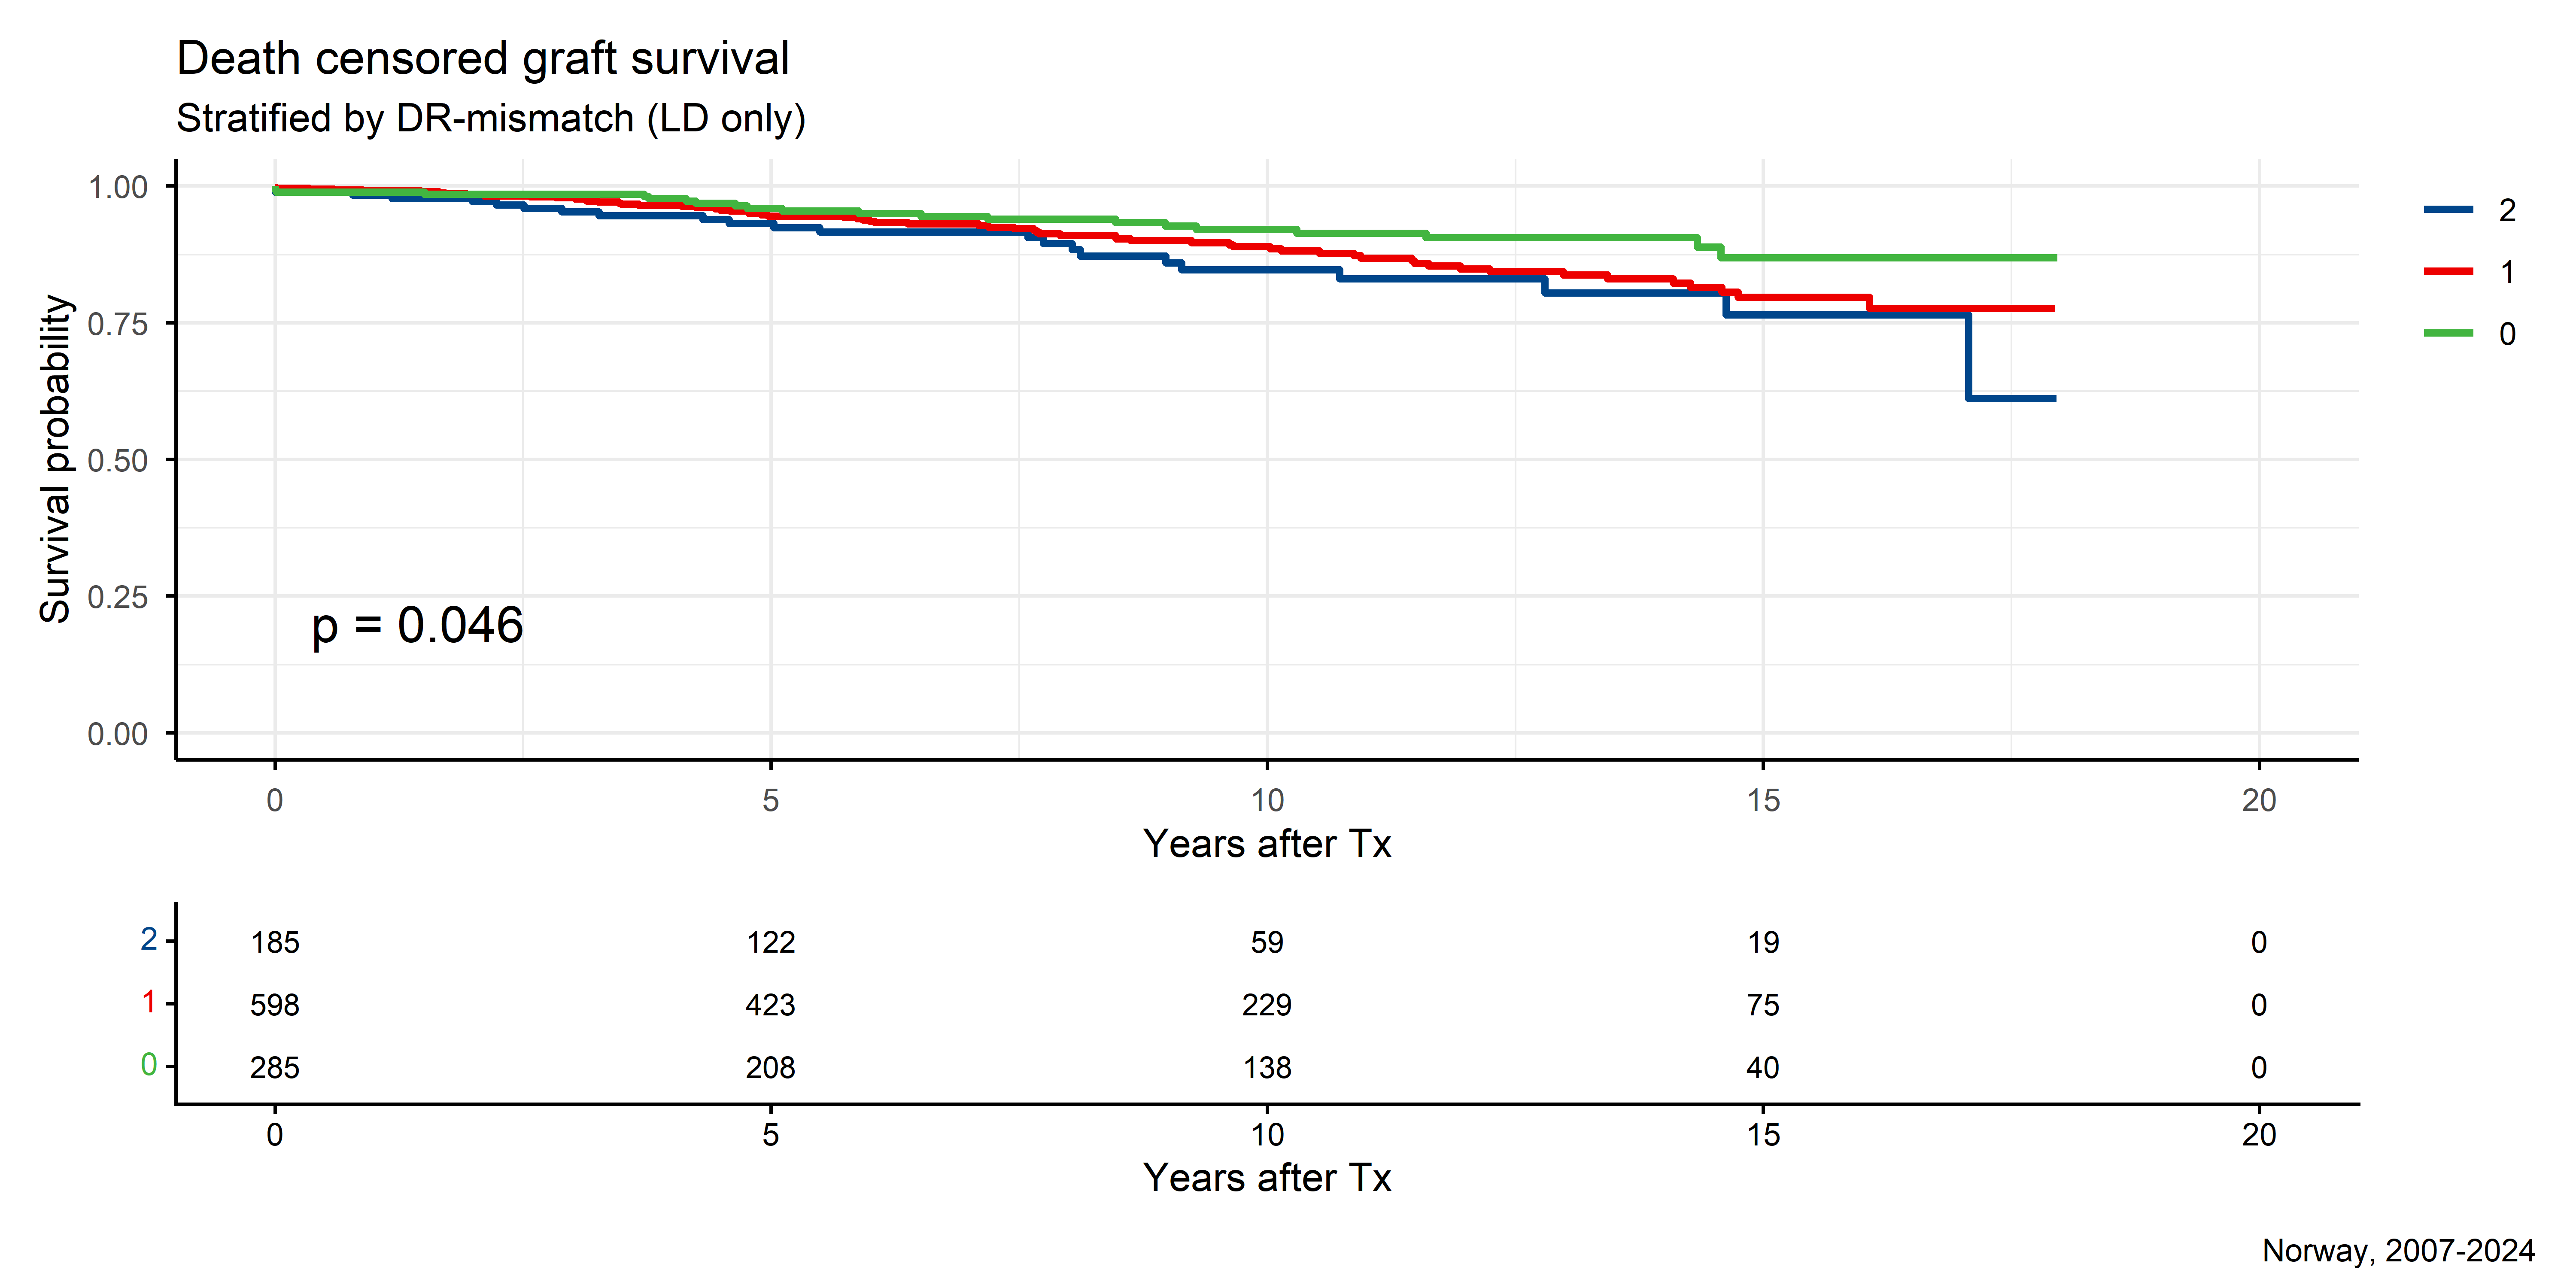 Death censored graft survival
Stratified by DR-mismatch (LD only)
Survival probability
1.00
0.75
0.50
0.25
0.00
p = 0.046
2
1
0
0 5 10 15 20
Years after Tx
2 185 122 59 19 0
1 598 423 229 75 0
0 285 208 138 40 0
0 5 10 15 20
Years after Tx
Norway, 2007-2024